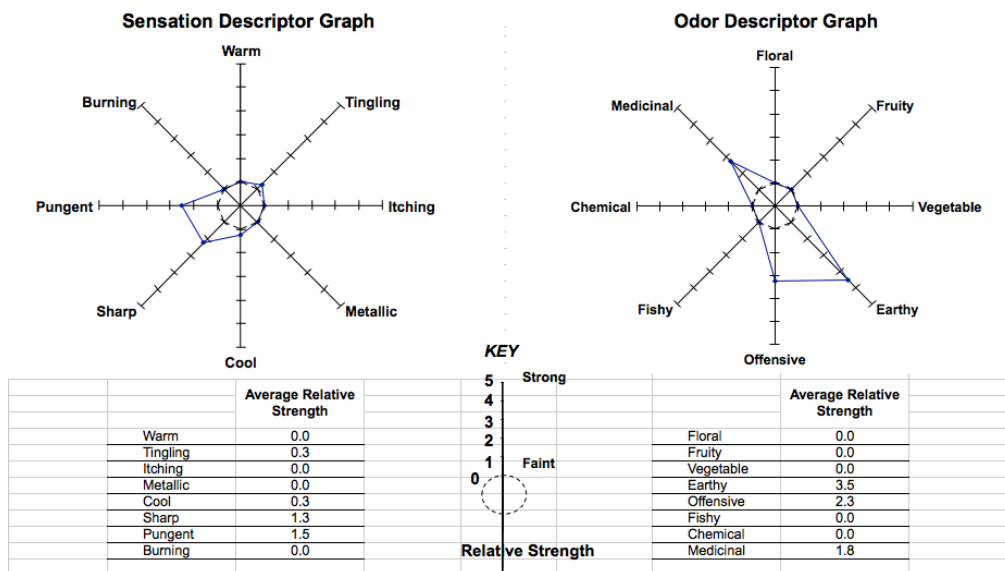 Sensation Descriptor Graph
Odor Descriptor Graph
Warm
Floral
Burning
Tingling
Medicinal
Fruity
Pungent
Itching
Chemical
Vegetable
Sharp
Metallic
Fishy
Earthy
Cool
Offensive
KEY
5 Strong
4
3
2
1 Faint
0
Relative Strength
Average Relative
Strength
Warm 0.0
Tingling 0.3
Itching 0.0
Metallic 0.0
Cool 0.3
Sharp 1.3
Pungent 1.5
Burning 0.0
Average Relative
Strength
Floral 0.0
Fruity 0.0
Vegetable 0.0
Earthy 3.5
Offensive 2.3
Fishy 0.0
Chemical 0.0
Medicinal 1.8